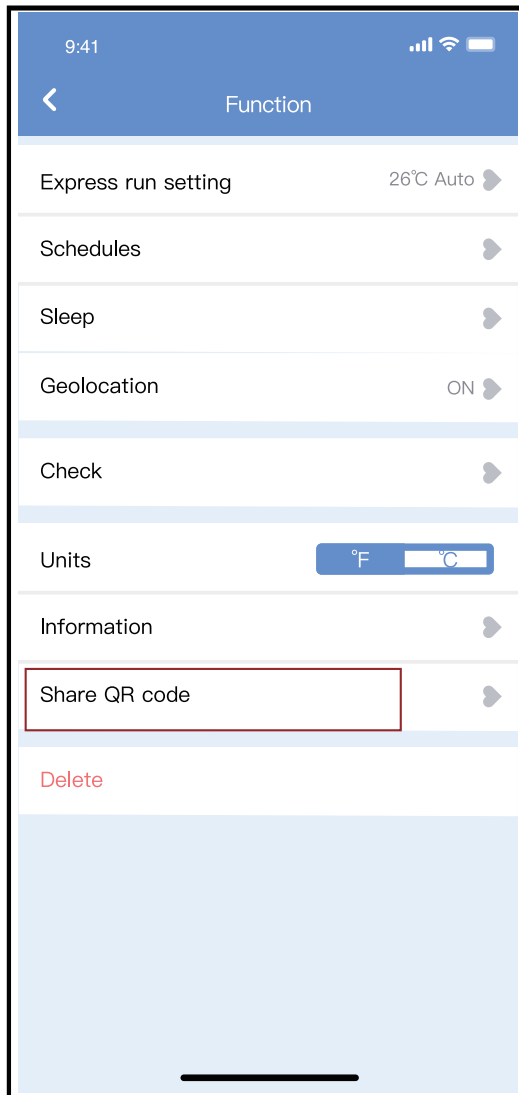 9:41
Function
Express run setting 26℃ Auto
Schedules
Sleep
Geolocation ON
Check
Units °F ℃
Information
Share QR code
Delete